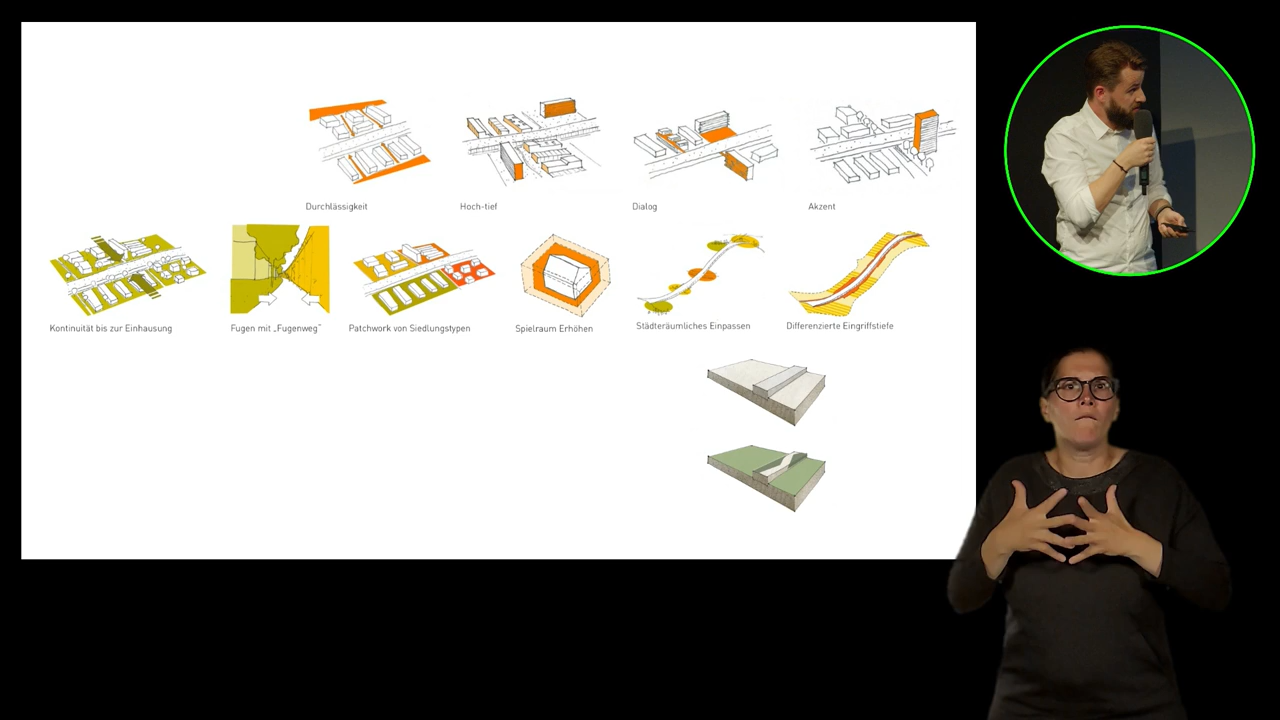 Durchlässigkeit
Hoch-tief
Dialog
Akzent
Kontinuität bis zur Einhausung
Fugen mit „Fugenweg“
Patchwork von Siedlungstypen
Spielraum Erhöhen
Städteräumliches Einpassen
Differenzierte Eingriffstiefe